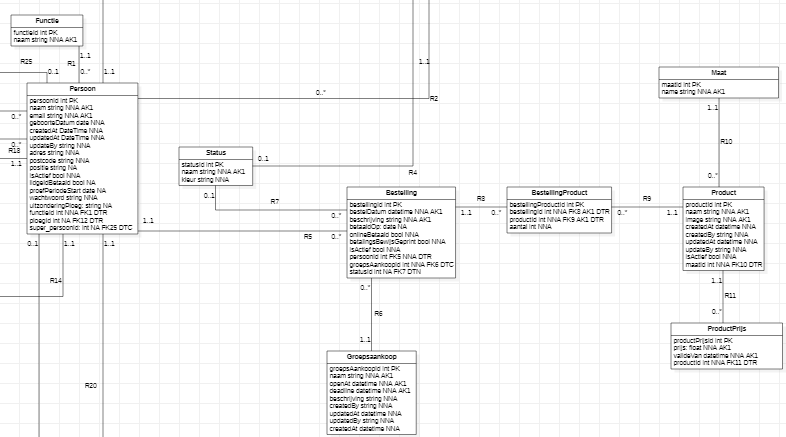 Functie
functieId int PK
naam string NNA AK1
R25
R1
1..1
0..1
0..*
1..1
Persoon
persoonId int PK
naam string NNA AK1
email string NNA AK1
geboorteDatum date NNA
createdAt DateTime NNA
updatedAt DateTime NNA
updateBy string NNA
adres string NNA
postcode string NNA
positie string NA
isActief bool NNA
lidgeldBetaald bool NA
proefPeriodeStart date NA
wachtwoord string NNA
uitzonderingPloeg: string NA
functieId int NNA FK1 DTR
ploegId int NA FK12 DTR
super_persoonId: int NA FK25 DTC
0..*
0..*
R18
1..1
0..1
1..1
1..1
R14
R20
0..*
R2
1..1
R4
Status
statusId int PK
naam string NNA AK1
kleur string NNA
0..1
0..1
R7
0..*
1..1
R5
0..*
Bestelling
bestellingId int PK
bestelDatum datetime NNA AK1
beschrijving string NNA AK1
betaaldOp: date NA
onlineBetaald bool NNA
betalingsBewijsGeprint bool NNA
isActief bool NNA
persoonId int FK5 NNA DTR
groepsAankoopId int NNA FK6 DTC
statusId int NA FK7 DTN
0..*
R6
1..1
Groepsaankoop
groepsAankoopId int PK
naam string NNA AK1
openAt datetime NNA AK1
deadline datetime NNA AK1
beschrijving string NNA
createdBy string NNA
updatedAt datetime NNA
updatedBy string NNA
createdAt datetime NNA
R8
1..1
0..*
BestellingProduct
bestellingProductId int PK
bestellingId int NNA FK8 AK1 DTR
productId int NNA FK9 AK1 DTR
aantal int NNA
R9
0..*
1..1
Maat
maatId int PK
name string NNA AK1
1..1
R10
0..*
Product
productId int PK
naam string NNA AK1
image string NNA AK1
createdAt datetime NNA
createdBy string NNA
updatedAt datetime NNA
updateBy string NNA
isActief bool NNA
maatId int NNA FK10 DTR
1..1
R11
0..*
ProductPrijs
productPrijsId int PK
prijs: float NNA AK1
valideVan datetime NNA AK1
productId int NNA FK11 DTR